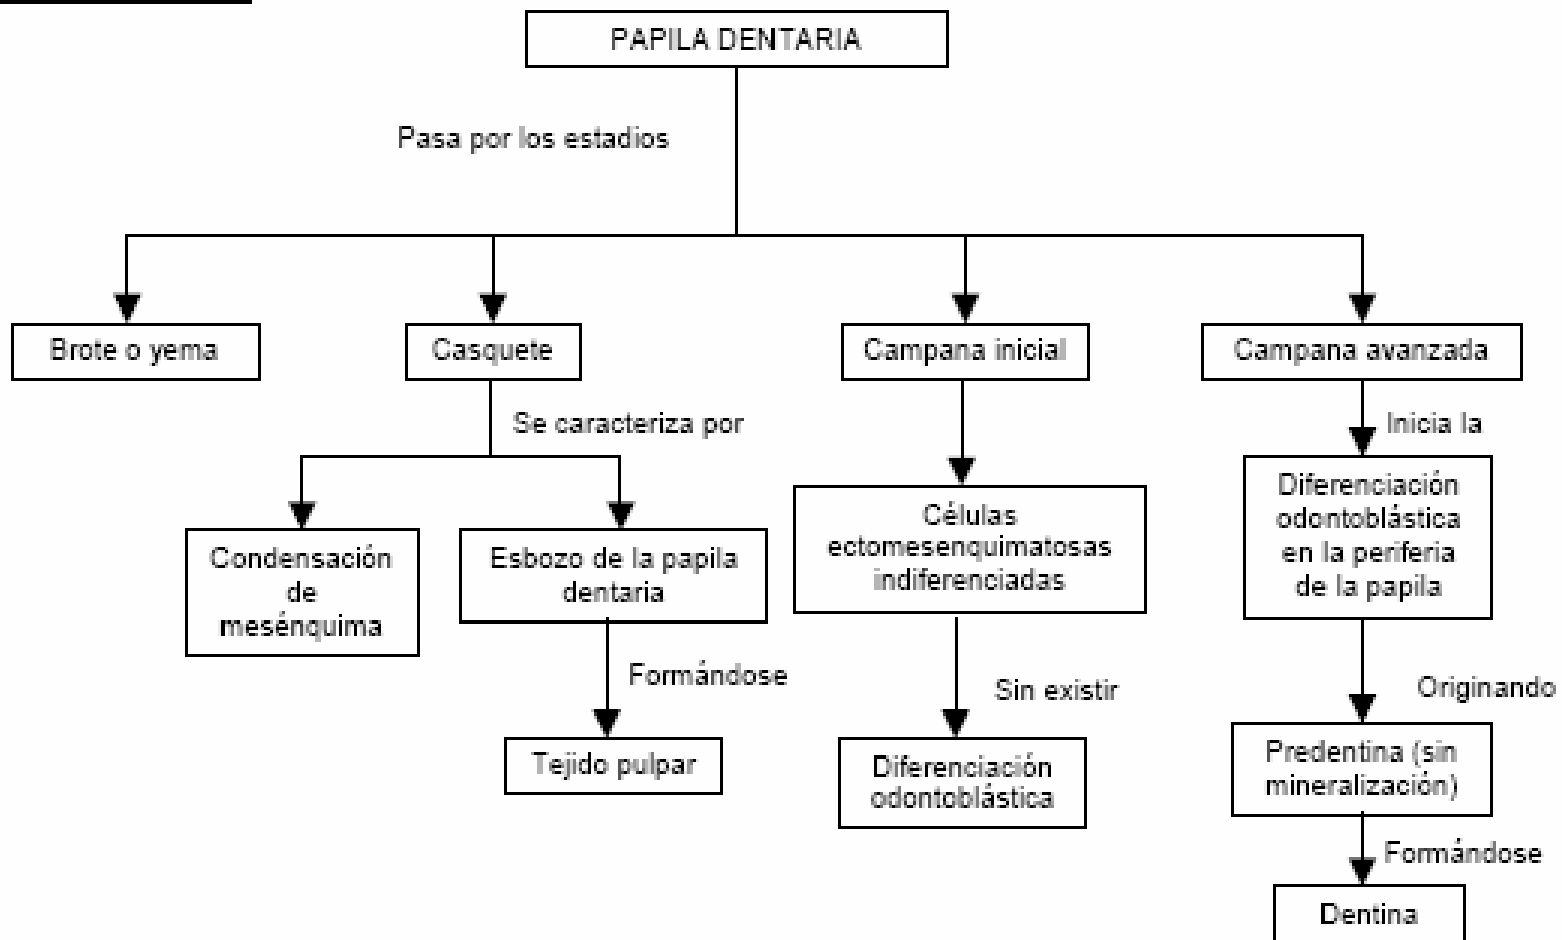 PAPILA DENTARIA
Pasa por los estadios
Brote o yema
Casquete
Campana inicial
Campana avanzada
Se caracteriza por
Inicia la
Condensación
de
mesénquima
Esbozo de la papila
dentaria
Células
ectomesenquimatosas
indiferenciadas
Diferenciación
odontoblástica
en la periferia
de la papila
Formándose
Sin existir
Originando
Tejido pulpar
Diferenciación
odontoblástica
Predentina (sin
mineralización)
Formándose
Dentina